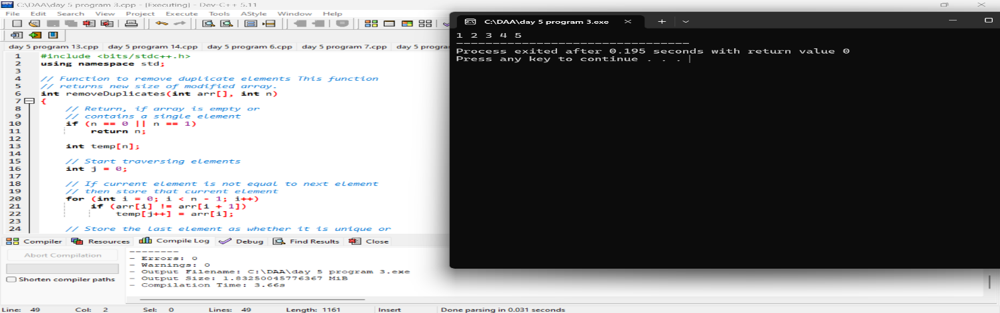 C:\DAA\day 5 program 3.cpp - [Executing] - Dev-C++ 5.11
File Edit Search View Project Execute Tools AStyle Window Help
day 5 program 13.cpp day 5 program 14.cpp day 5 program 6.cpp day 5 program 7.cpp day 5 progra
1 #include <bits/stdc++.h>
2 using namespace std;
3
4 // Function to remove duplicate elements This function
5 // returns new size of modified array.
6 int removeDuplicates(int arr[], int n)
7 {
8 // Return, if array is empty or
9 // contains a single element
10 if (n == 0 || n == 1)
11 return n;
12
13 int temp[n];
14
15 // Start traversing elements
16 int j = 0;
17
18 // If current element is not equal to next element
19 // then store that current element
20 for (int i = 0; i < n - 1; i++)
21 if (arr[i] != arr[i + 1])
22 temp[j++] = arr[i];
23
24 // Store the last element as whether it is unique or
C:\DAA\day 5 program 3.exe
1 2 3 4 5
--------------------------------
Process exited after 0.195 seconds with return value 0
Press any key to continue . . .
Compiler Resources Compile Log Debug Find Results Close
Abort Compilation
Shorten compiler paths
--------
- Errors: 0
- Warnings: 0
- Output Filename: C:\DAA\day 5 program 3.exe
- Output Size: 1.83250045776367 MiB
- Compilation Time: 3.66s
Line: 49 Col: 2 Sel: 0 Lines: 49 Length: 1161 Insert Done parsing in 0.031 seconds